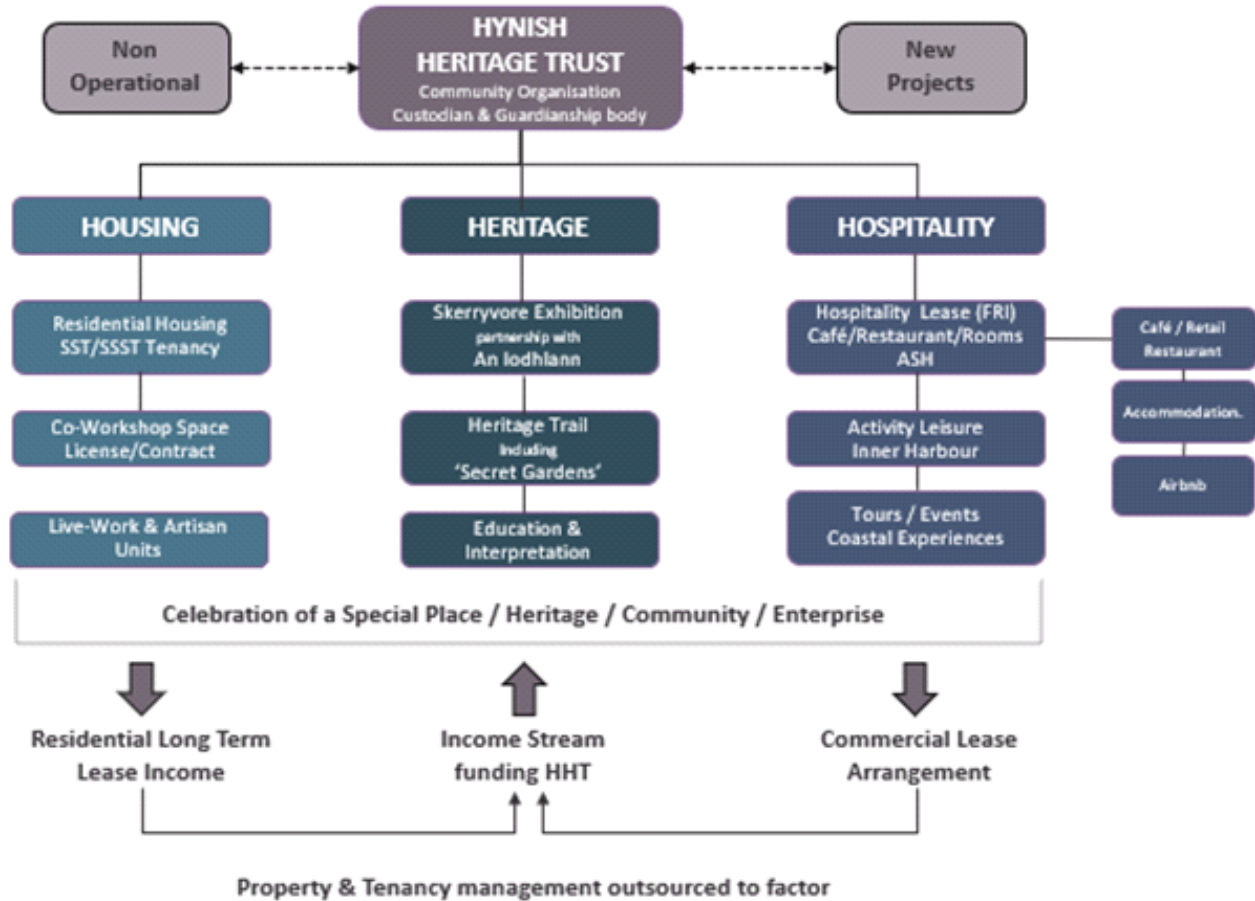 Non
Operational
HYNISH
HERITAGE TRUST
Community Organisation
Custodian & Guardianship body
New
Projects
HOUSING
HERITAGE
HOSPITALITY
Residential Housing
SST/SSST Tenancy
Skerryvore Exhibition
partnership with
An Iodhlann
Hospitality Lease (FRI)
Café/Restaurant/Rooms
ASH
Café / Retail
Restaurant
Co-Workshop Space
License/Contract
Heritage Trail
Including
'Secret Gardens'
Activity Leisure
Inner Harbour
Accommodation.
Airbnb
Live-Work & Artisan
Units
Education &
Interpretation
Tours / Events
Coastal Experiences
Celebration of a Special Place / Heritage / Community / Enterprise
Residential Long Term
Lease Income
Income Stream
funding HHT
Commercial Lease
Arrangement
Property & Tenancy management outsourced to factor